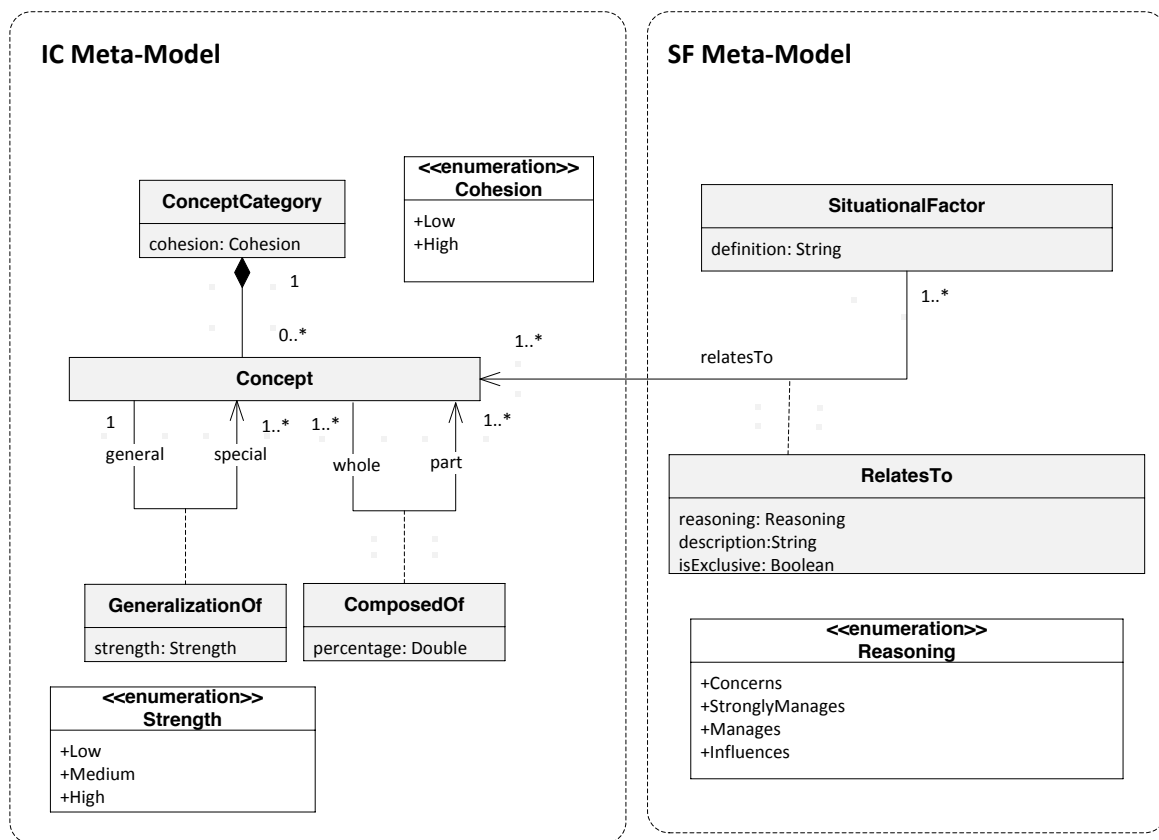 IC Meta-Model
<<enumeration>>
Cohesion
+Low
+High
ConceptCategory
cohesion: Cohesion
1
0..*
Concept
1
general
1..*
special
1..*
whole
1..*
part
GeneralizationOf
strength: Strength
ComposedOf
percentage: Double
<<enumeration>>
Strength
+Low
+Medium
+High
SF Meta-Model
SituationalFactor
definition: String
1..*
1..*
relatesTo
RelatesTo
reasoning: Reasoning
description:String
isExclusive: Boolean
<<enumeration>>
Reasoning
+Concerns
+StronglyManages
+Manages
+Influences